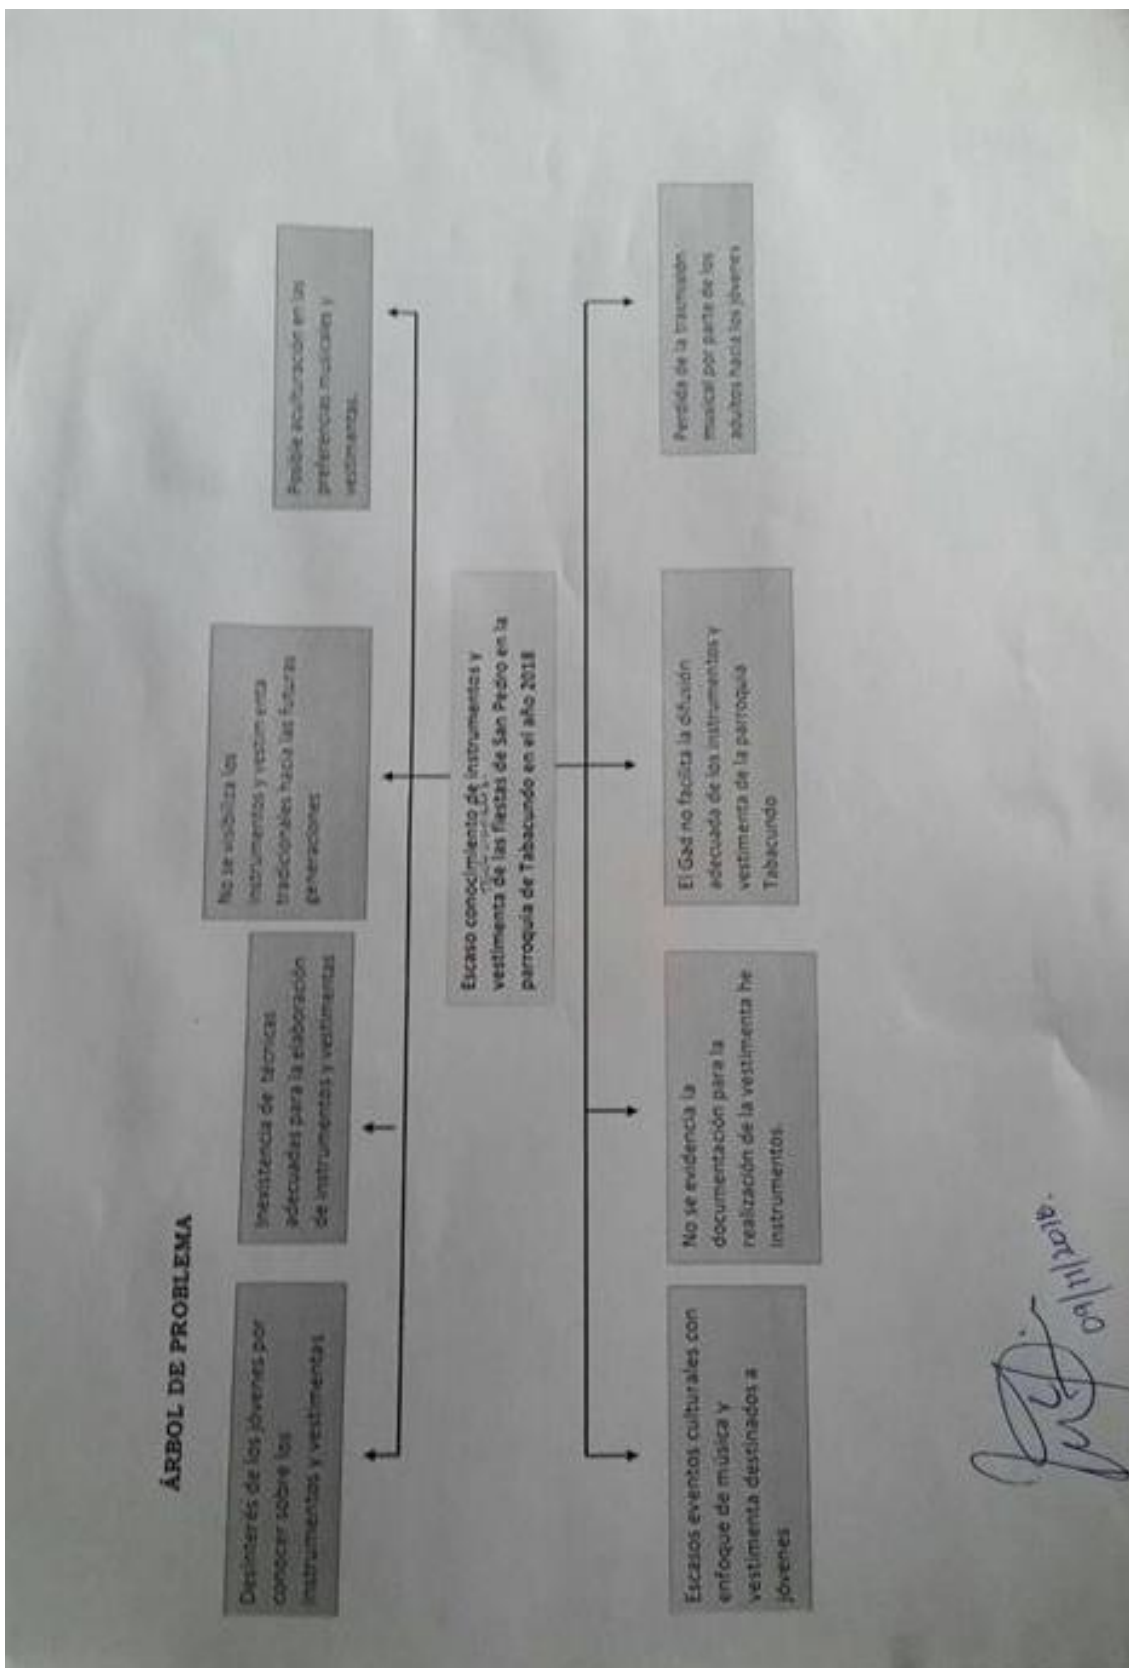 ÁRBOL DE PROBLEMA
Desinterés de los jóvenes por
conocer sobre los
instrumentos y vestimentas
Inexistencia de técnicas
adecuadas para la elaboración
de instrumentos y vestimentas
No se visibiliza los
instrumentos y vestimenta
tradicionales hacia las futuras
generaciones
Posible aculturación en las
preferencias musicales y
vestimentas.
Escaso conocimiento de instrumentos y
vestimenta de las fiestas de San Pedro en la
parroquia de Tabacundo en el año 2018
Escasos eventos culturales con
enfoque de música y
vestimenta destinados a
jóvenes
No se evidencia la
documentación para la
realización de la vestimenta he
instrumentos.
El Gad no facilita la difusión
adecuada de los instrumentos y
vestimenta de la parroquia
Tabacundo
Perdida de la trasmisión
musical por parte de los
adultos hacia los jóvenes